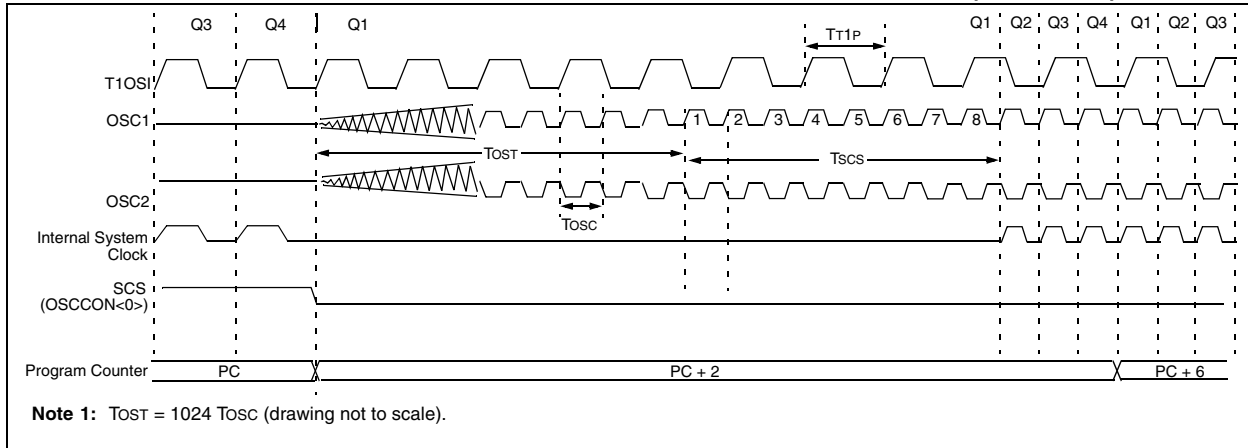 Q3 Q4 Q1 Q1 Q2 Q3 Q4 Q1 Q2 Q3
TT1P
T1OSI
OSC1
1 2 3 4 5 6 7 8
TOST TSCS
OSC2
TOSC
Internal System
Clock
SCS
(OSCCON<0>)
Program Counter PC PC + 2 PC + 6
Note 1: TOST = 1024 TOSC (drawing not to scale).